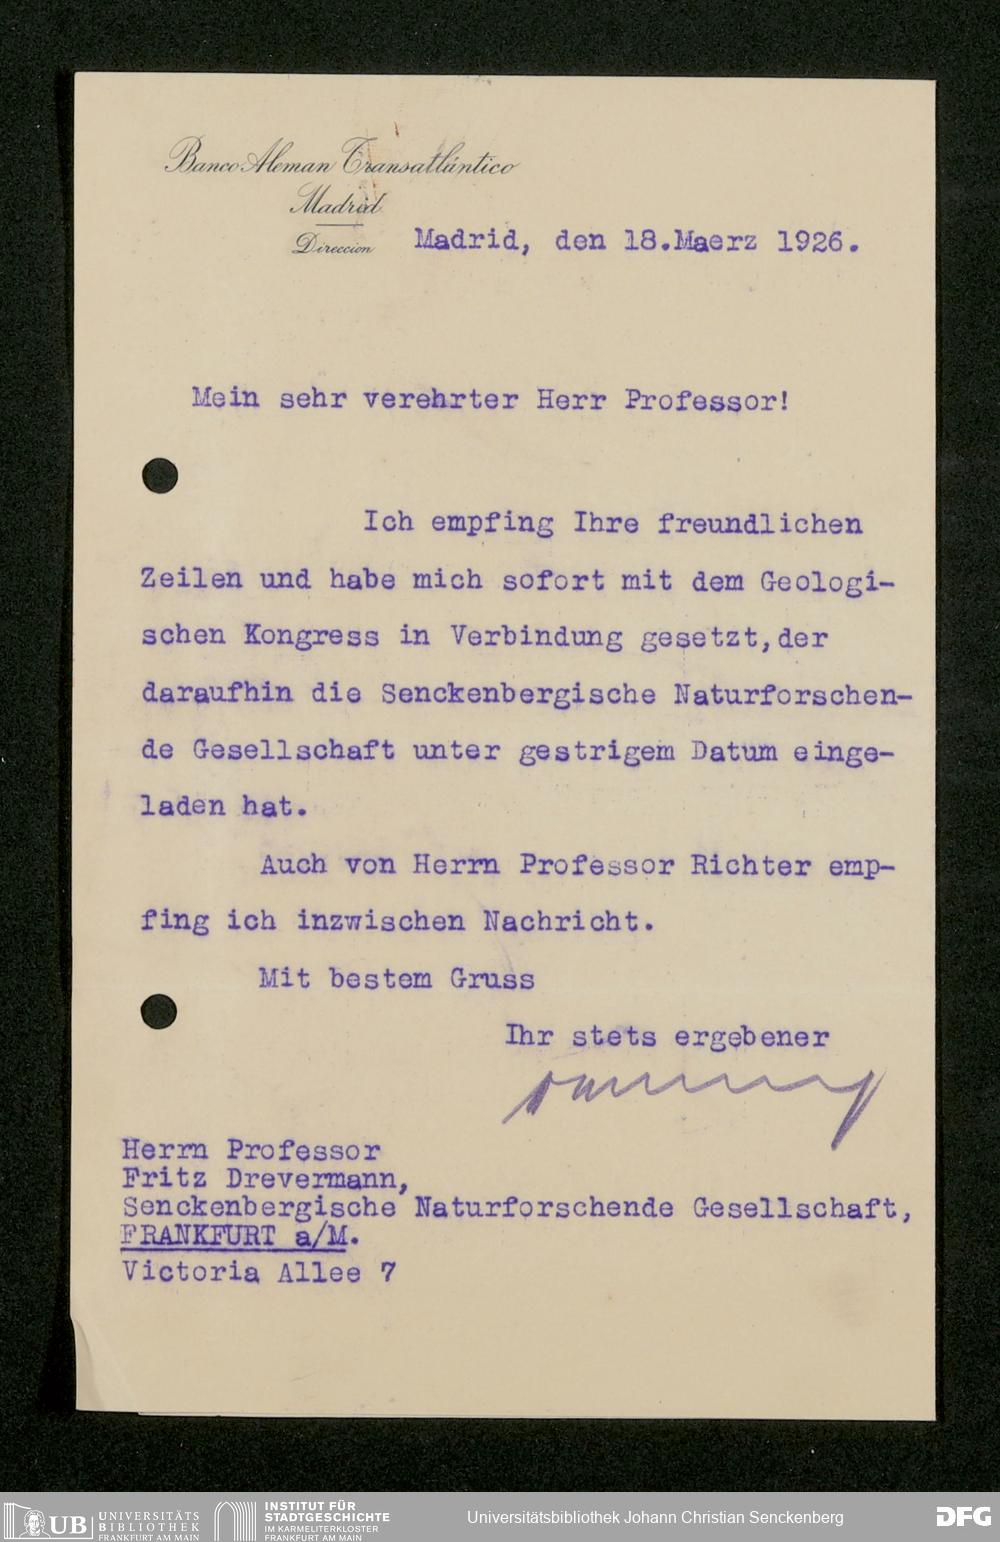 Banco Aleman Transatlántico
Madrid
Direccion
Madrid, den 18.Maerz 1926.
Mein sehr verehrter Herr Professor!
Ich empfing Ihre freundlichen
Zeilen und habe mich sofort mit dem Geologi-
schen Kongress in Verbindung gesetzt,der
daraufhin die Senckenbergische Naturforschen-
de Gesellschaft unter gestrigem Datum einge-
laden hat.
Auch von Herrn Professor Richter emp-
fing ich inzwischen Nachricht.
Mit bestem Gruss
Ihr stets ergebener
Herrn Professor
Fritz Drevermann,
Senckenbergische Naturforschende Gesellschaft,
FRANKFURT a/M.
Victoria Allee 7
UB UNIVERSITÄTS
BIBLIOTHEK
FRANKFURT AM MAIN
INSTITUT FÜR
STADTGESCHICHTE
IM KARMELITERKLOSTER
FRANKFURT AM MAIN
Universitätsbibliothek Johann Christian Senckenberg
DFG